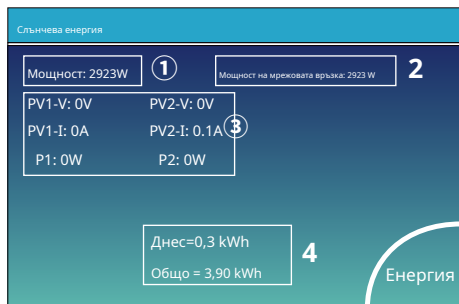 Слънчева енергия
Мощност: 2923W ①
Мощност на мрежовата връзка: 2923 W 2
PV1-V: 0V PV2-V: 0V
PV1-I: 0A PV2-I: 0.1A ③
P1: 0W P2: 0W
Днес=0,3 kWh
4
Общо = 3,90 kWh
Енергия